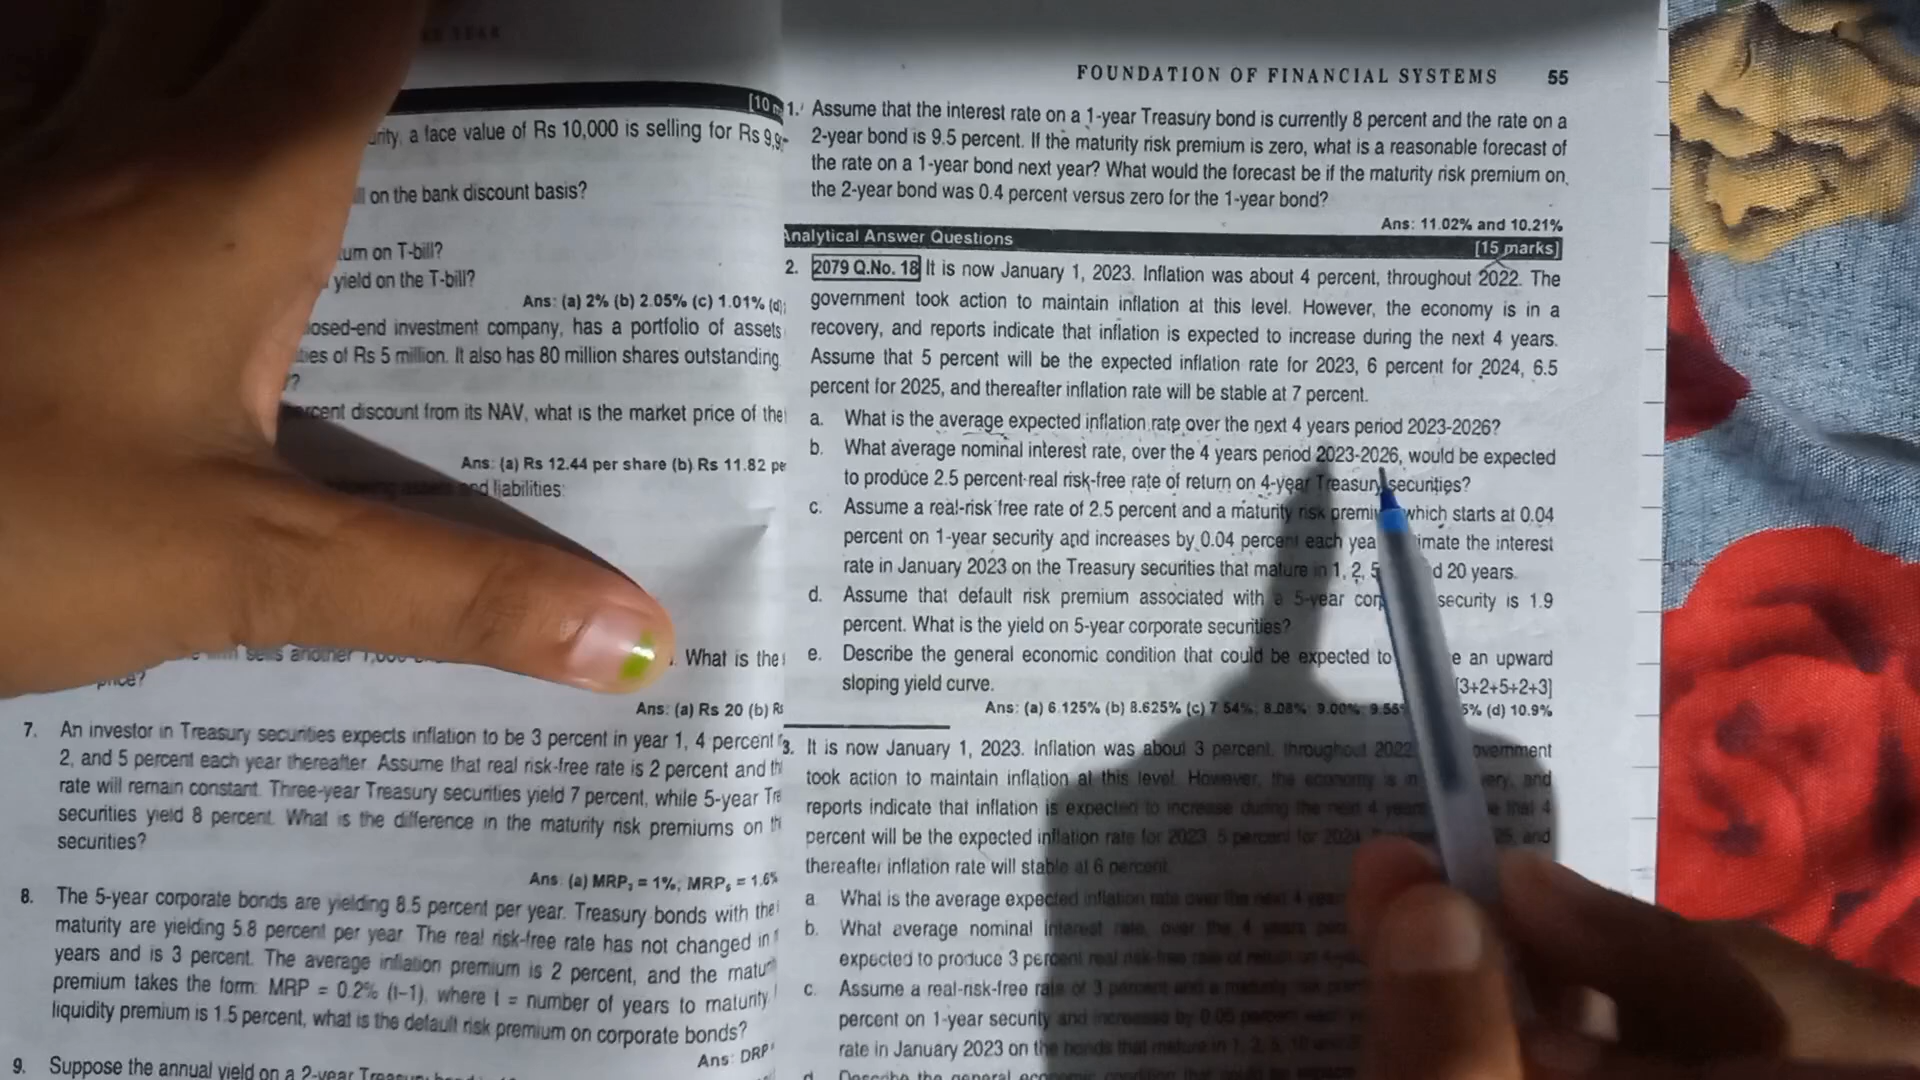 [10 m
urity, a face value of Rs 10,000 is selling for Rs 9,9
on the bank discount basis?
um on T-bill?
yield on the T-bill?
Ans: (a) 2% (b) 2.05% (c) 1.01% (d)
losed-end investment company, has a portfolio of assets
ties of Rs 5 million. It also has 80 million shares outstanding.
?
percent discount from its NAV, what is the market price of the
Ans: (a) Rs 12.44 per share (b) Rs 11.82 pe
and liabilities:
sells another
What is the
price?
Ans: (a) Rs 20 (b) Rs
7. An investor in Treasury securities expects inflation to be 3 percent in year 1, 4 percent
2, and 5 percent each year thereafter. Assume that real risk-free rate is 2 percent and th
rate will remain constant. Three-year Treasury securities yield 7 percent, while 5-year Tre
securities yield 8 percent. What is the difference in the maturity risk premiums on th
securities?
Ans: (a) MRP₃ = 1%; MRP₅ = 1.6%
8. The 5-year corporate bonds are yielding 8.5 percent per year. Treasury bonds with the
maturity are yielding 5.8 percent per year. The real risk-free rate has not changed in
years and is 3 percent. The average inflation premium is 2 percent, and the matur
premium takes the form: MRP = 0.2% (t–1), where t = number of years to maturity
liquidity premium is 1.5 percent, what is the default risk premium on corporate bonds?
Ans: DRP
9. Suppose the annual yield on a 2-year
FOUNDATION OF FINANCIAL SYSTEMS 55
1. Assume that the interest rate on a 1-year Treasury bond is currently 8 percent and the rate on a
2-year bond is 9.5 percent. If the maturity risk premium is zero, what is a reasonable forecast of
the rate on a 1-year bond next year? What would the forecast be if the maturity risk premium on
the 2-year bond was 0.4 percent versus zero for the 1-year bond?
Ans: 11.02% and 10.21%
Analytical Answer Questions [15 marks]
2. 2079 Q.No. 18 It is now January 1, 2023. Inflation was about 4 percent, throughout 2022. The
government took action to maintain inflation at this level. However, the economy is in a
recovery, and reports indicate that inflation is expected to increase during the next 4 years.
Assume that 5 percent will be the expected inflation rate for 2023, 6 percent for 2024, 6.5
percent for 2025, and thereafter inflation rate will be stable at 7 percent.
a. What is the average expected inflation rate over the next 4 years period 2023-2026?
b. What average nominal interest rate, over the 4 years period 2023-2026, would be expected
to produce 2.5 percent real risk-free rate of return on 4-year Treasury securities?
c. Assume a real-risk free rate of 2.5 percent and a maturity risk premiu which starts at 0.04
percent on 1-year security and increases by 0.04 percent each yea imate the interest
rate in January 2023 on the Treasury securities that mature in 1, 2, 5 d 20 years.
d. Assume that default risk premium associated with a 5-year corp security is 1.9
percent. What is the yield on 5-year corporate securities?
e. Describe the general economic condition that could be expected to e an upward
sloping yield curve. [3+2+5+2+3]
Ans: (a) 6.125% (b) 8.625% (c) 7.54%; 8.08%; 9.00%; 5% (d) 10.9%
3. It is now January 1, 2023. Inflation was about 3 percent, throughout 2022 overnment
took action to maintain inflation at this level. However, the economy is in ery, and
reports indicate that inflation is expected to increase during the next 4 years that 4
percent will be the expected inflation rate for 2023, 5 percent for 2024, 25, and
thereafter inflation rate will stable at 6 percent.
a. What is the average expected inflation rate over the next 4 year
b. What average nominal interest rate, over the 4 years
expected to produce 3 percent real risk-free rate of return on
c. Assume a real-risk-free rate of 3 percent and a maturity risk
percent on 1-year security and increases by 0.05 percent
rate in January 2023 on the bonds that mature in 1, 2, 5, 10
d. Describe the general economic condition that could be